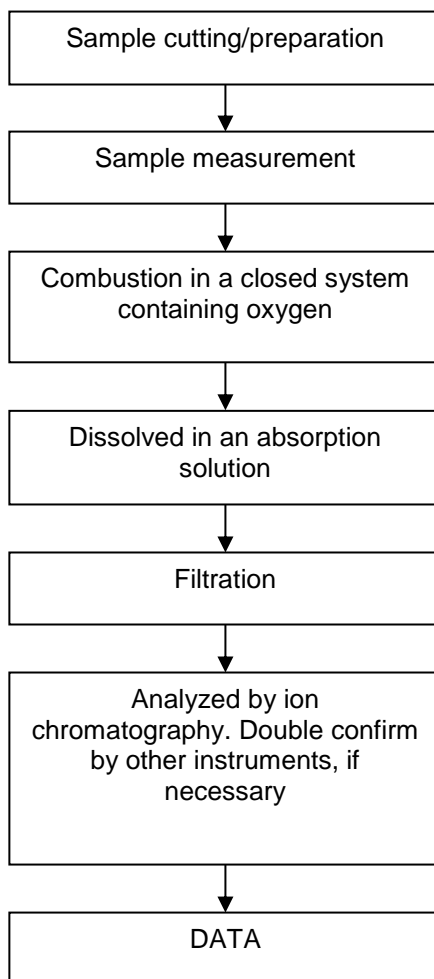 Sample cutting/preparation
Sample measurement
Combustion in a closed system
containing oxygen
Dissolved in an absorption
solution
Filtration
Analyzed by ion
chromatography. Double confirm
by other instruments, if
necessary
DATA